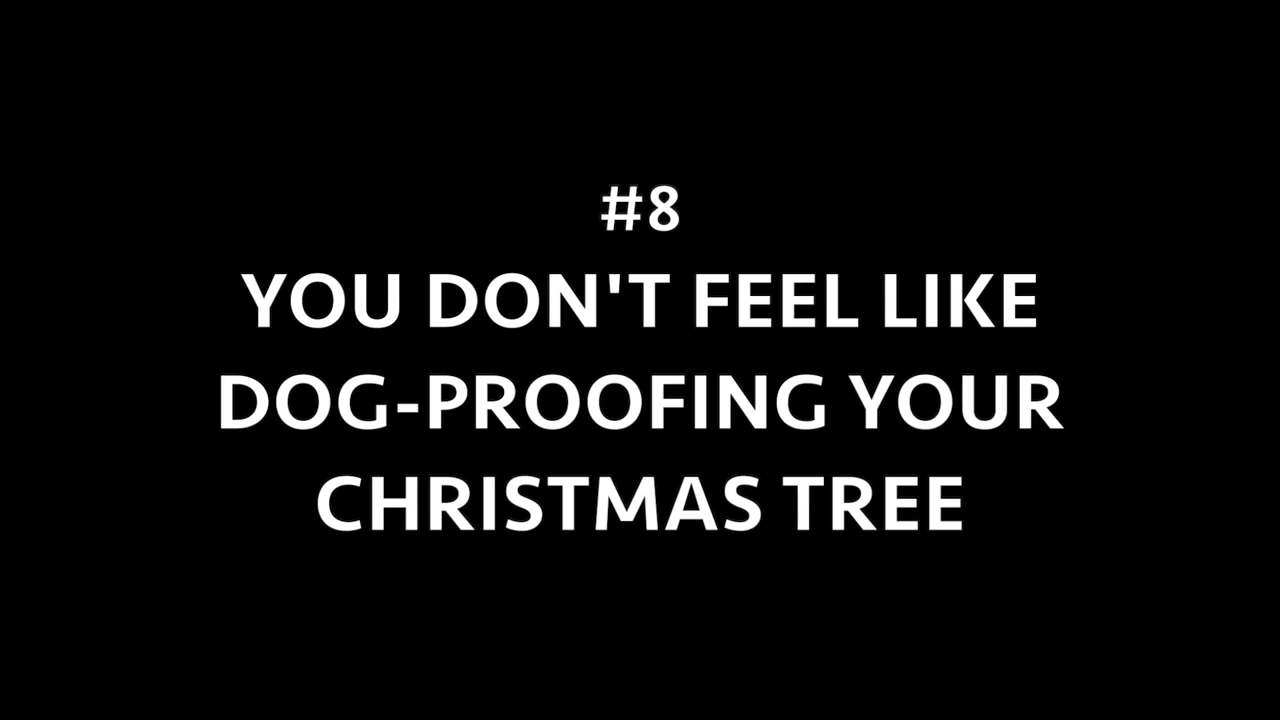 #8
YOU DON'T FEEL LIKE
DOG-PROOFING YOUR
CHRISTMAS TREE